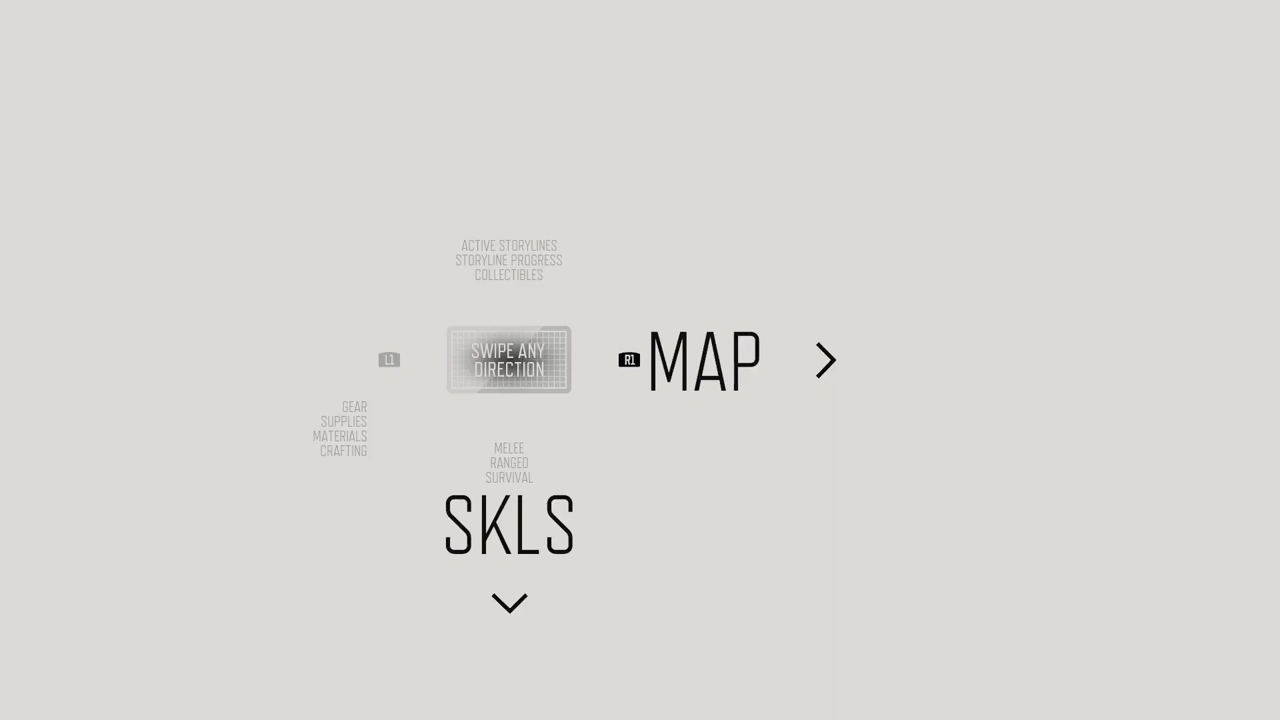 ACTIVE STORYLINES
STORYLINE PROGRESS
COLLECTIBLES
L1
SWIPE ANY
DIRECTION
R1 MAP
GEAR
SUPPLIES
MATERIALS
CRAFTING
MELEE
RANGED
SURVIVAL
SKLS